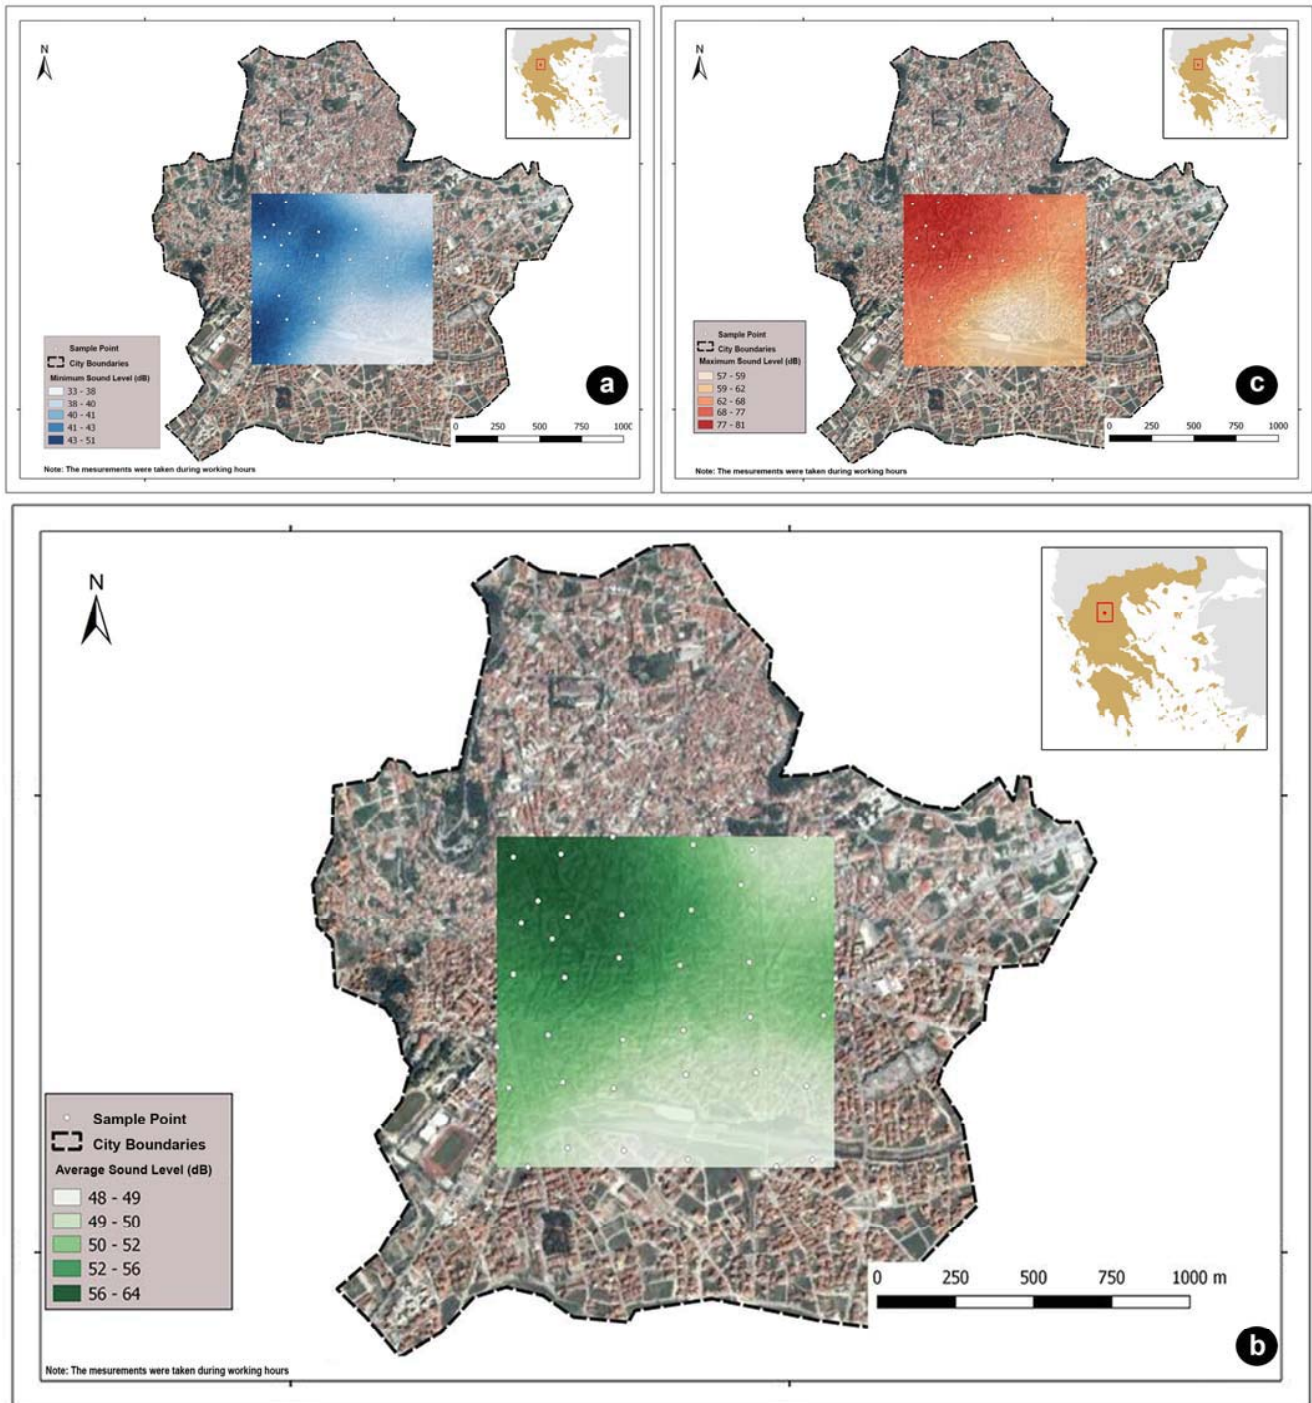 N
Sample Point
City Boundaries
Minimum Sound Level (dB)
33 - 38
38 - 40
40 - 41
41 - 43
43 - 51
0 250 500 750 100
Note: The mesurements were taken during working hours
a
N
Sample Point
City Boundaries
Maximum Sound Level (dB)
57 - 59
59 - 62
62 - 68
68 - 77
77 - 81
0 250 500 750 1000
Note: The mesurements were taken during working hours
c
N
Sample Point
City Boundaries
Average Sound Level (dB)
48 - 49
49 - 50
50 - 52
52 - 56
56 - 64
0 250 500 750 1000 m
Note: The mesurements were taken during working hours
b